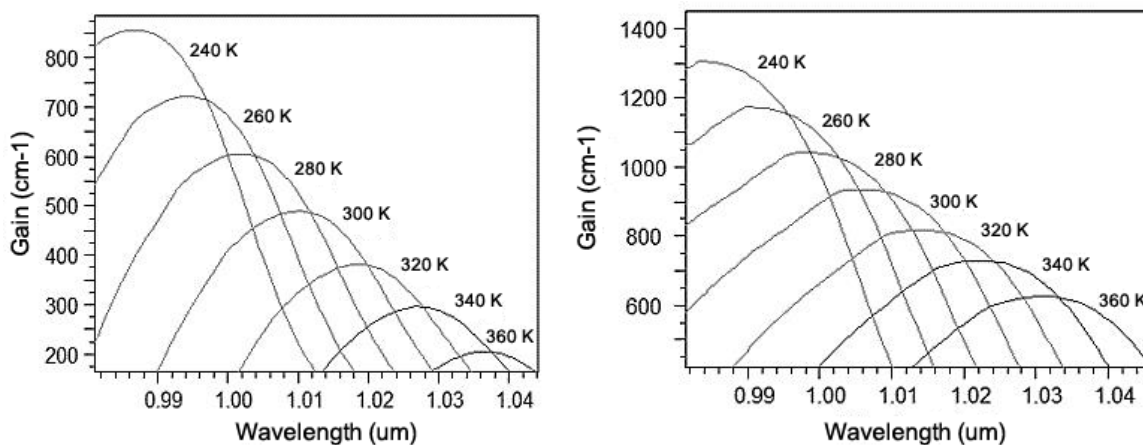 800
700
600
500
400
300
200
Gain (cm-1)
240 K
260 K
280 K
300 K
320 K
340 K
360 K
0.99 1.00 1.01 1.02 1.03 1.04
Wavelength (um)
1400
1200
1000
800
600
Gain (cm-1)
240 K
260 K
280 K
300 K
320 K
340 K
360 K
0.99 1.00 1.01 1.02 1.03 1.04
Wavelength (um)